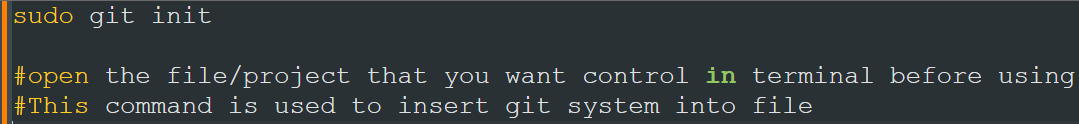 sudo git init
#open the file/project that you want control in terminal before using
#This command is used to insert git system into file